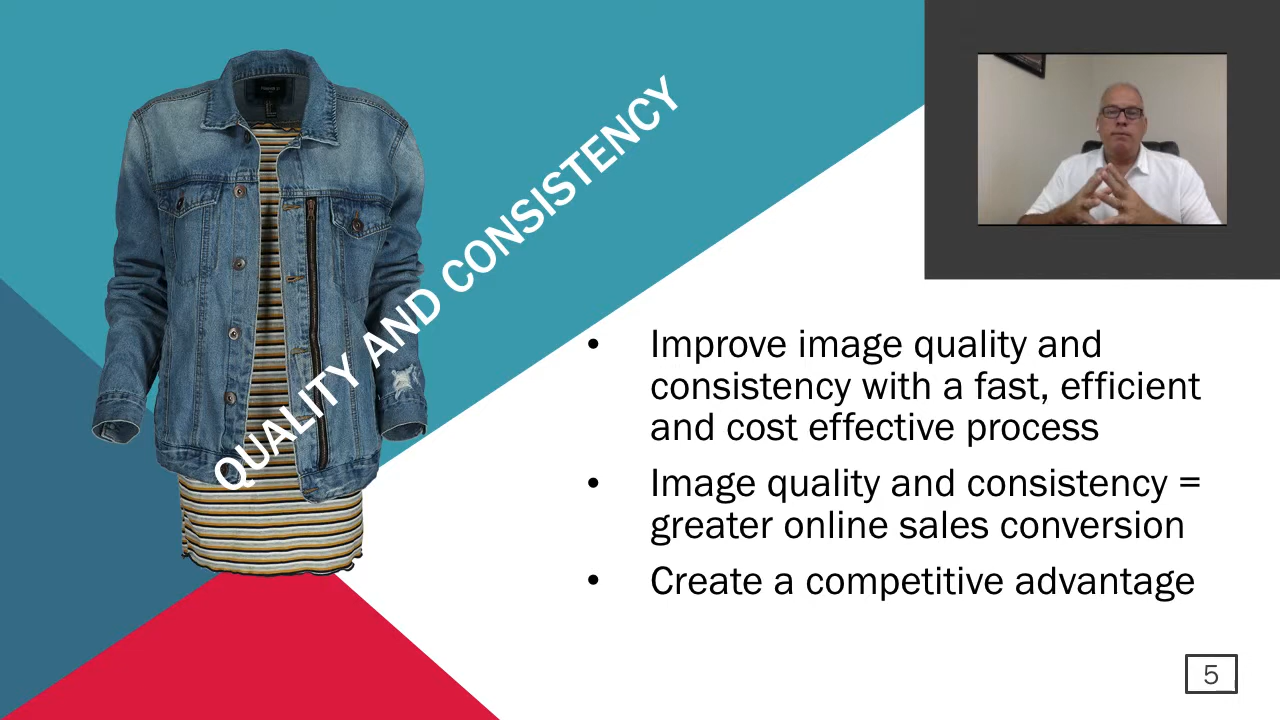 QUALITY AND CONSISTENCY
• Improve image quality and
consistency with a fast, efficient
and cost effective process
• Image quality and consistency =
greater online sales conversion
• Create a competitive advantage
5